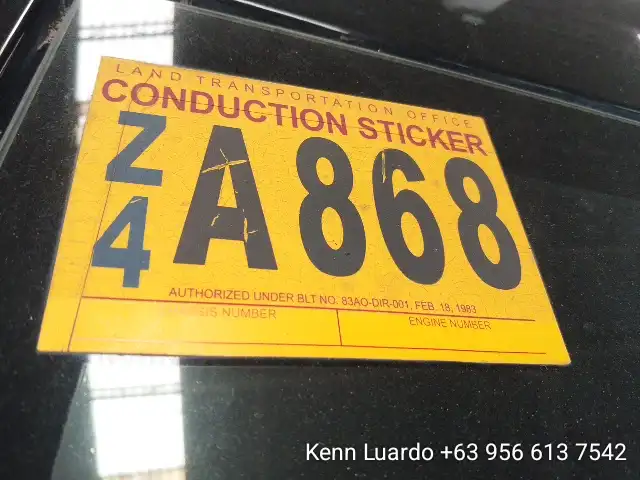 LAND TRANSPORTATION OFFICE
CONDUCTION STICKER
Z4
A868
AUTHORIZED UNDER BLT NO. 83AO-DIR-001, FEB. 18, 1983
NUMBER
ENGINE NUMBER
Kenn Luardo +63 956 613 7542